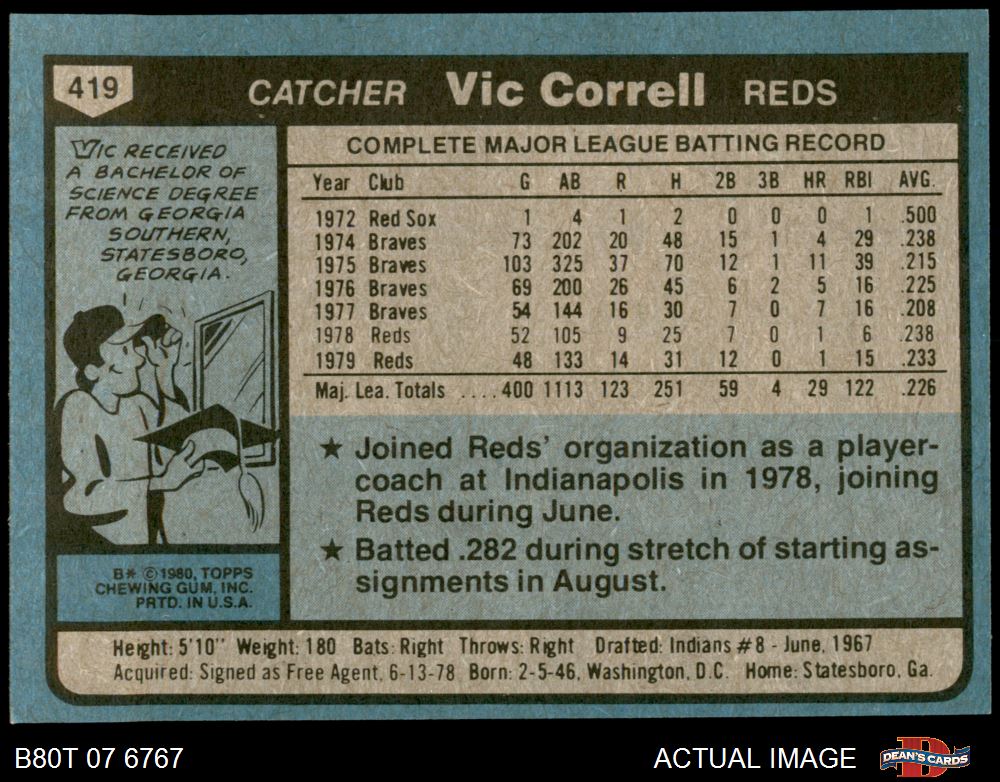 419 CATCHER Vic Correll REDS
VIC RECEIVED
A BACHELOR OF
SCIENCE DEGREE
FROM GEORGIA
SOUTHERN,
STATESBORO,
GEORGIA.
B* © 1980, TOPPS
CHEWING GUM, INC.
PRTD. IN U.S.A.
COMPLETE MAJOR LEAGUE BATTING RECORD
Year Club G AB R H 2B 3B HR RBI AVG.
1972 Red Sox 1 4 1 2 0 0 0 1 .500
1974 Braves 73 202 20 48 15 1 4 29 .238
1975 Braves 103 325 37 70 12 1 11 39 .215
1976 Braves 69 200 26 45 6 2 5 16 .225
1977 Braves 54 144 16 30 7 0 7 16 .208
1978 Reds 52 105 9 25 7 0 1 6 .238
1979 Reds 48 133 14 31 12 0 1 15 .233
Maj. Lea. Totals ....400 1113 123 251 59 4 29 122 .226
★ Joined Reds' organization as a player-
coach at Indianapolis in 1978, joining
Reds during June.
★ Batted .282 during stretch of starting as-
signments in August.
Height: 5'10" Weight: 180 Bats: Right Throws: Right Drafted: Indians #8 - June, 1967
Acquired: Signed as Free Agent, 6-13-78 Born: 2-5-46, Washington, D.C. Home: Statesboro, Ga.
B80T 07 6767 ACTUAL IMAGE DEAN'S CARDS